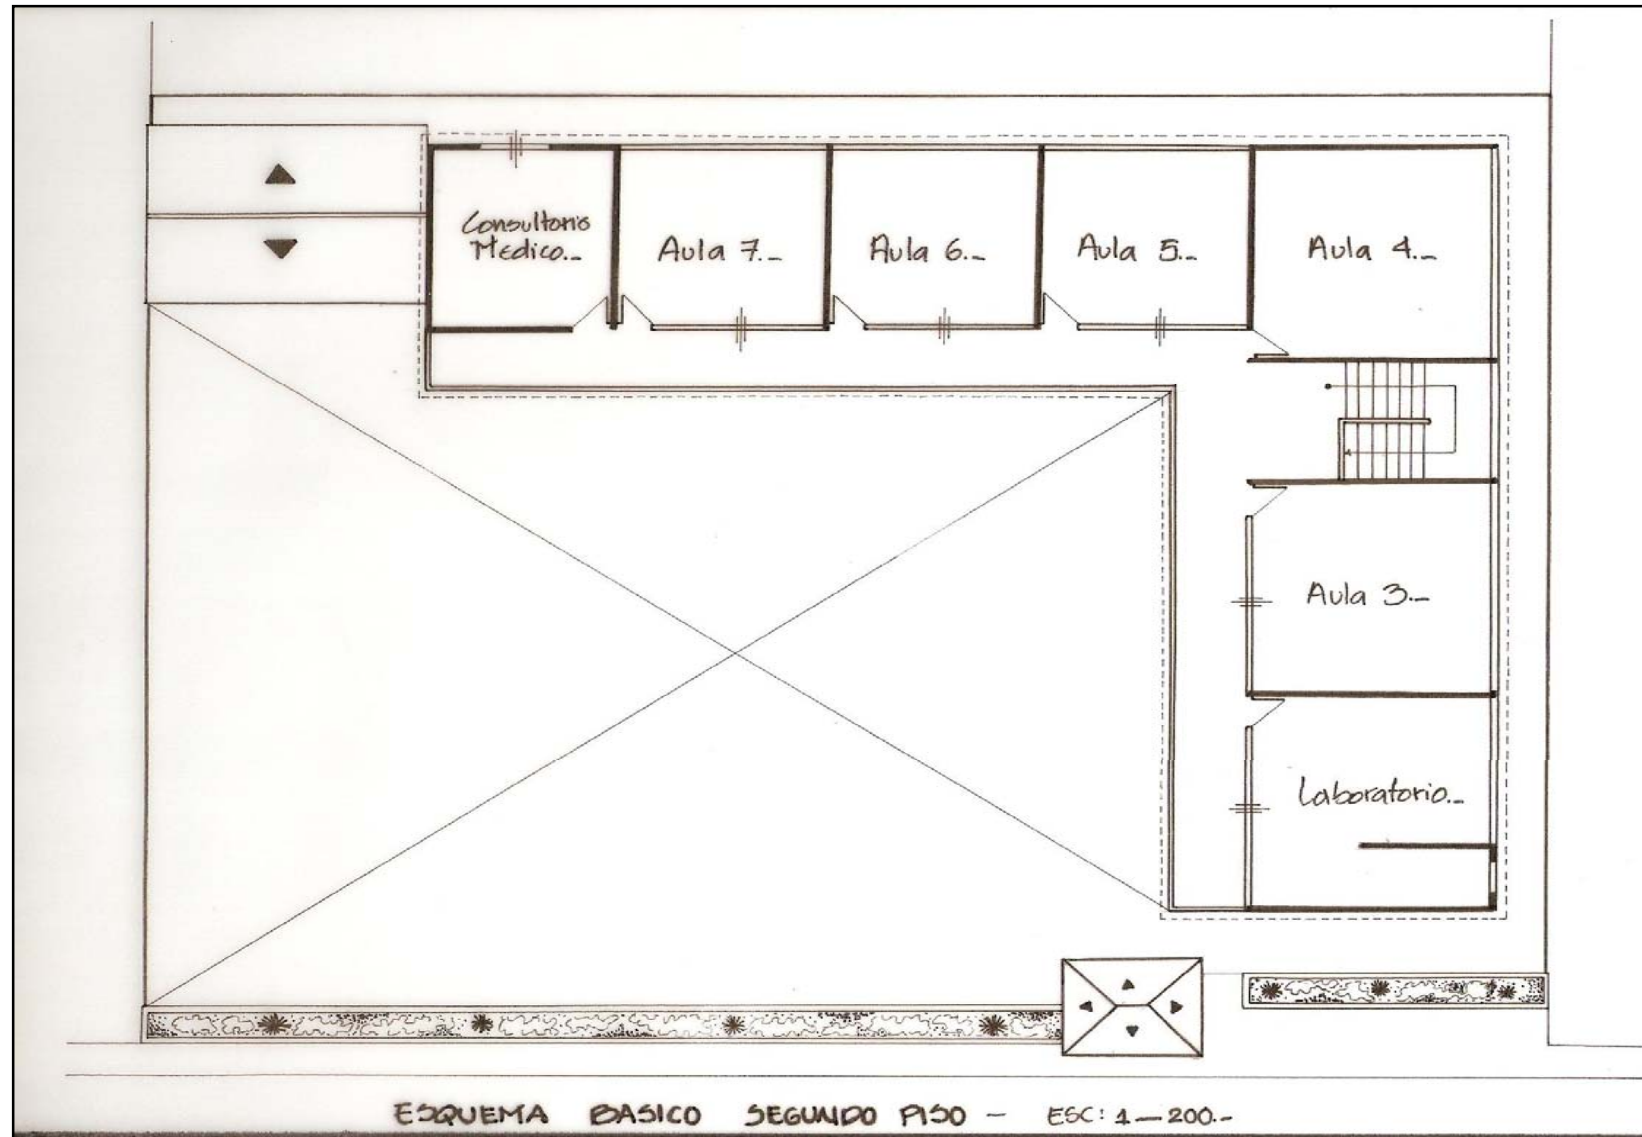 Consultorio
Medico._
Aula 7._
Aula 6._
Aula 5._
Aula 4._
Aula 3._
Laboratorio._
ESQUEMA BASICO SEGUNDO PISO – ESC: 1—200._